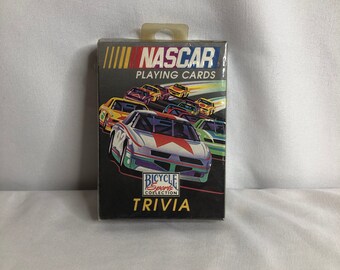 NASCAR
PLAYING CARDS
BICYCLE
Sports
COLLECTION
TRIVIA